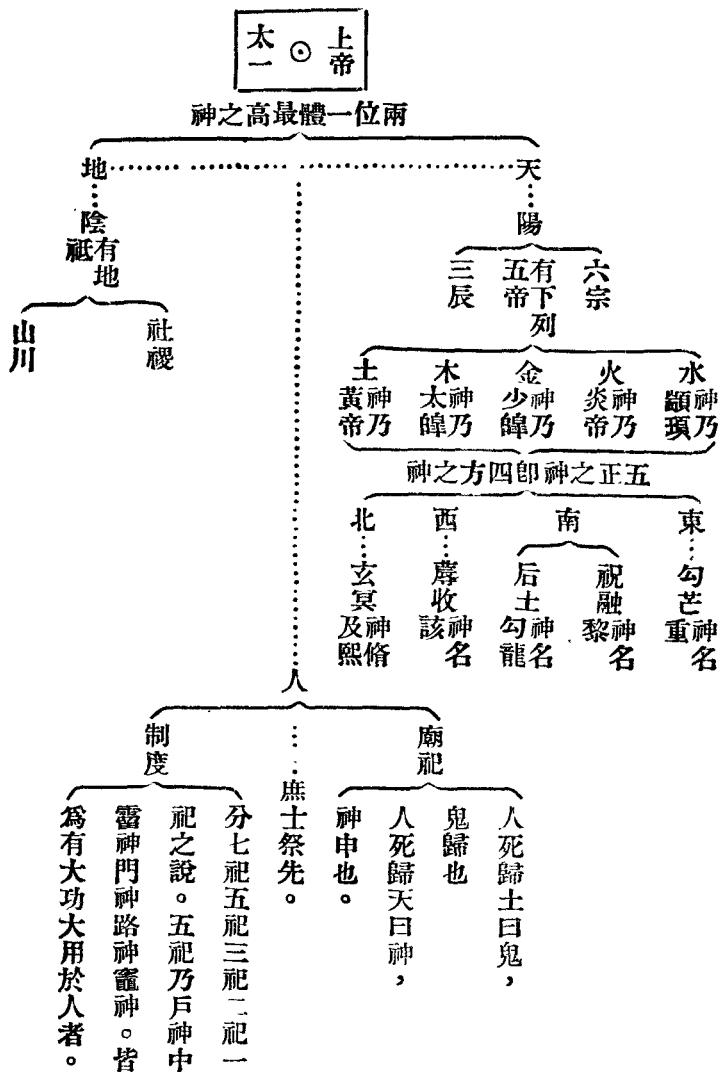 上帝
太一
兩位一體最高之神
天
陽
六宗
有下列五帝
三辰
水 神乃顓頊
火 神乃炎帝
金 神乃少皞
木 神乃太皞
土 神乃黃帝
五正之神卽四方之神
東
勾芒 神名重
南
祝融 神名黎
后土 神名勾龍
西
蓐收 神名該
北
玄冥 神脩及熙
地
陰
有地祇
社稷
山川
人
廟祀
人死歸土曰鬼，
鬼歸也
人死歸天曰神，
神申也。
庶士祭先。
制度
分七祀五祀三祀二祀一
祀之說。五祀乃戶神中
霤神門神路神竈神。皆
爲有大功大用於人者。